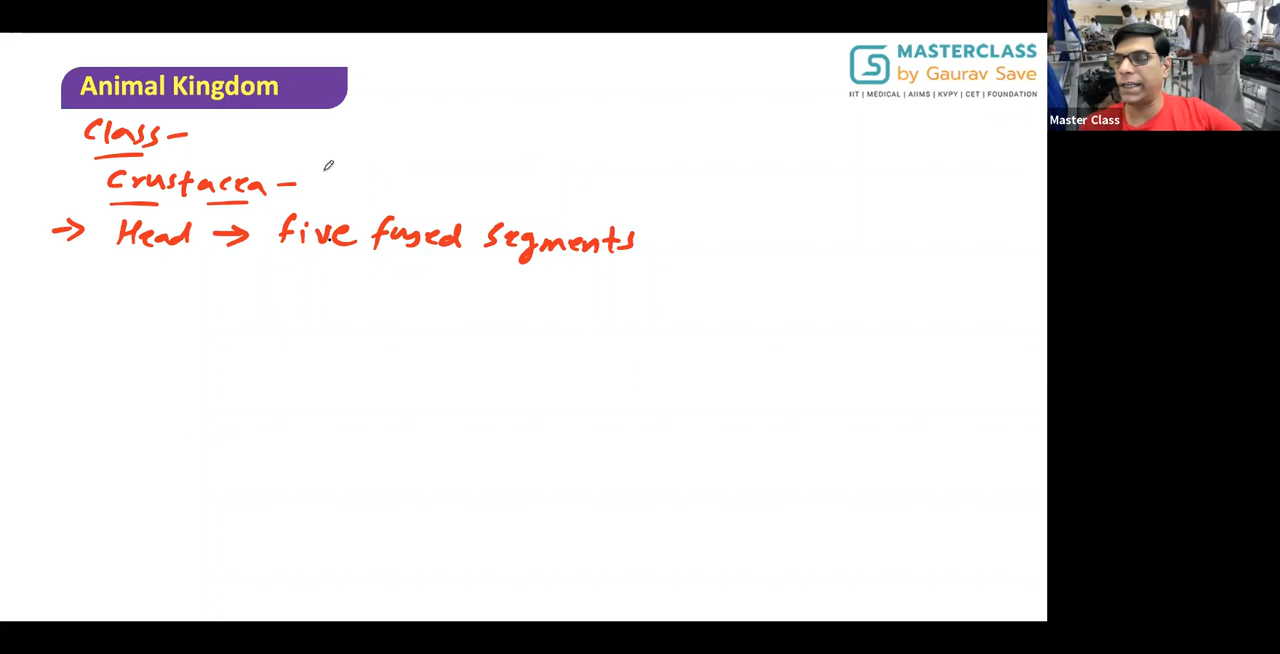 MASTERCLASS
by Gaurav Save
IIT | MEDICAL | AIIMS | KVPY | CET | FOUNDATION
Master Class
Animal Kingdom
Class -
Crustacea -
→ Head → five fused segments